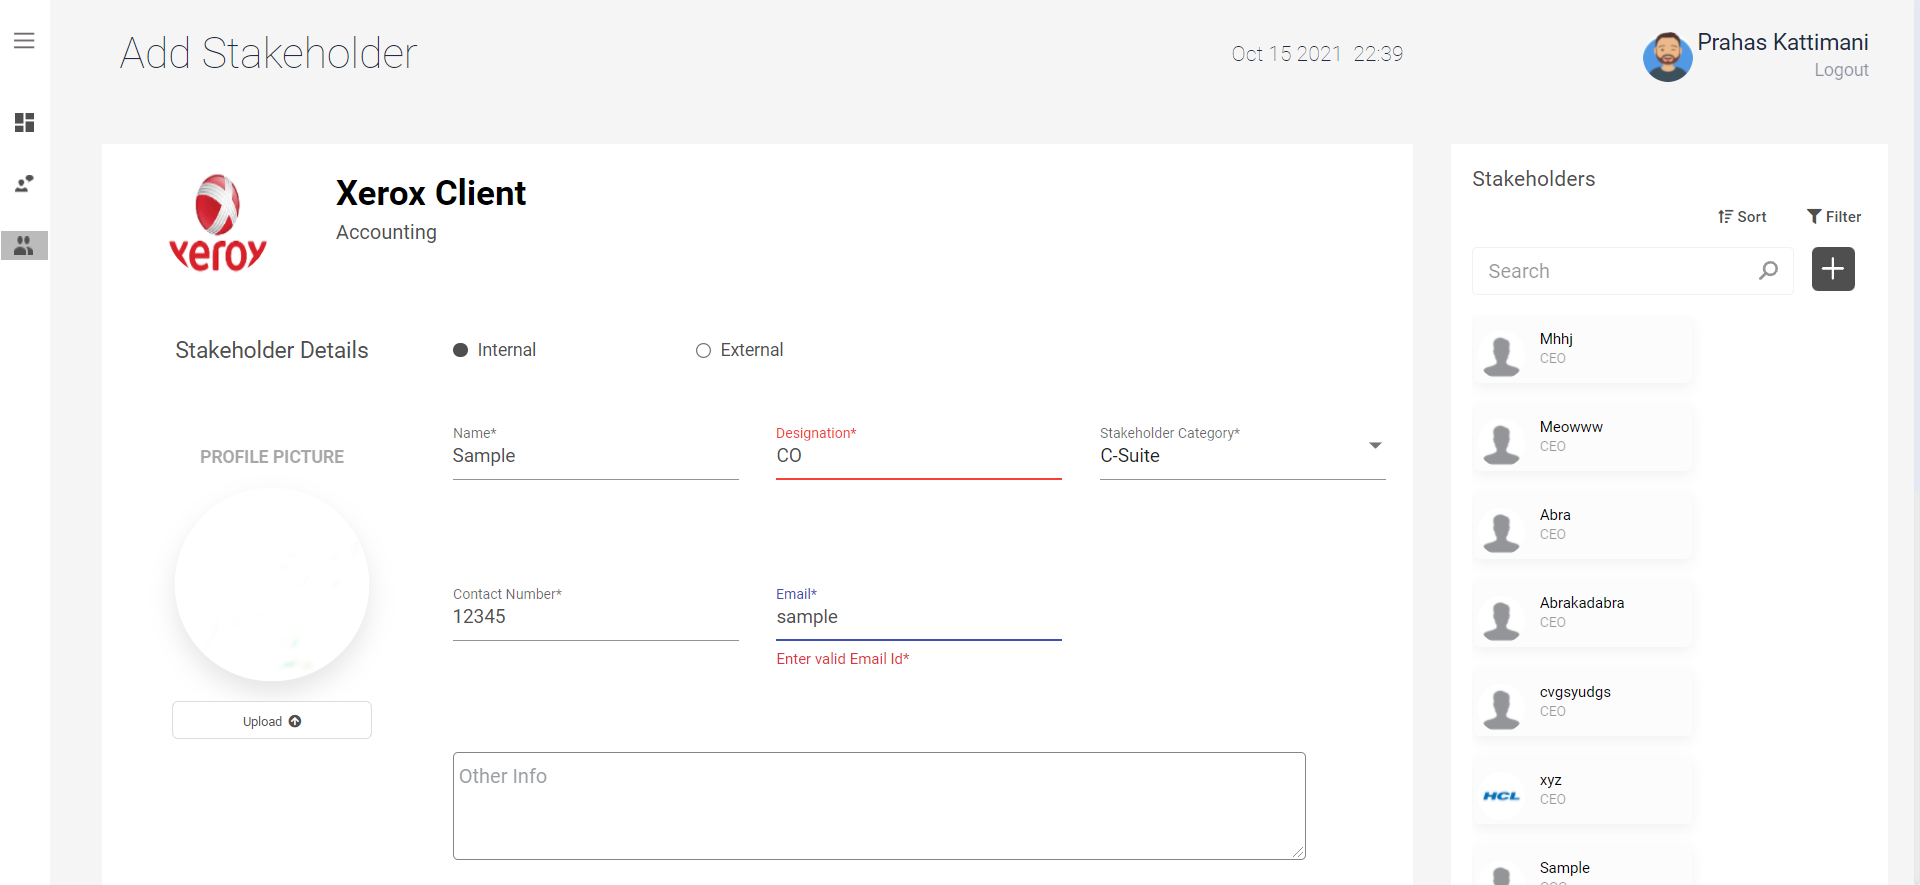 Add Stakeholder
Oct 15 2021 22:39
Prahas Kattimani
Logout
xeroy
Xerox Client
Accounting
Stakeholder Details
Internal
External
PROFILE PICTURE
Upload
Name*
Sample
Designation*
CO
Stakeholder Category*
C-Suite
Contact Number*
12345
Email*
sample
Enter valid Email Id*
Other Info
Stakeholders
Sort
Filter
Search
Mhhj
CEO
Meowww
CEO
Abra
CEO
Abrakadabra
CEO
cvgsyudgs
CEO
HCL
xyz
CEO
Sample